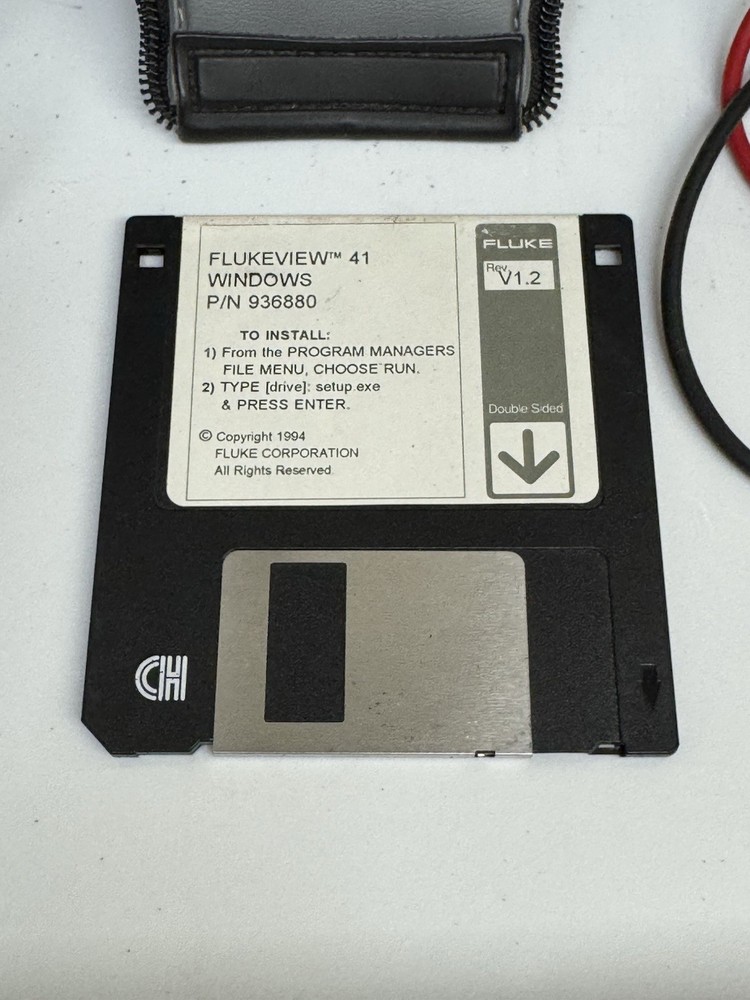 FLUKEVIEW™ 41
WINDOWS
P/N 936880
TO INSTALL:
1) From the PROGRAM MANAGERS
FILE MENU, CHOOSE RUN.
2) TYPE [drive]: setup.exe
& PRESS ENTER.
© Copyright 1994
FLUKE CORPORATION
All Rights Reserved.
FLUKE
Rev.
V1.2
Double Sided
CH